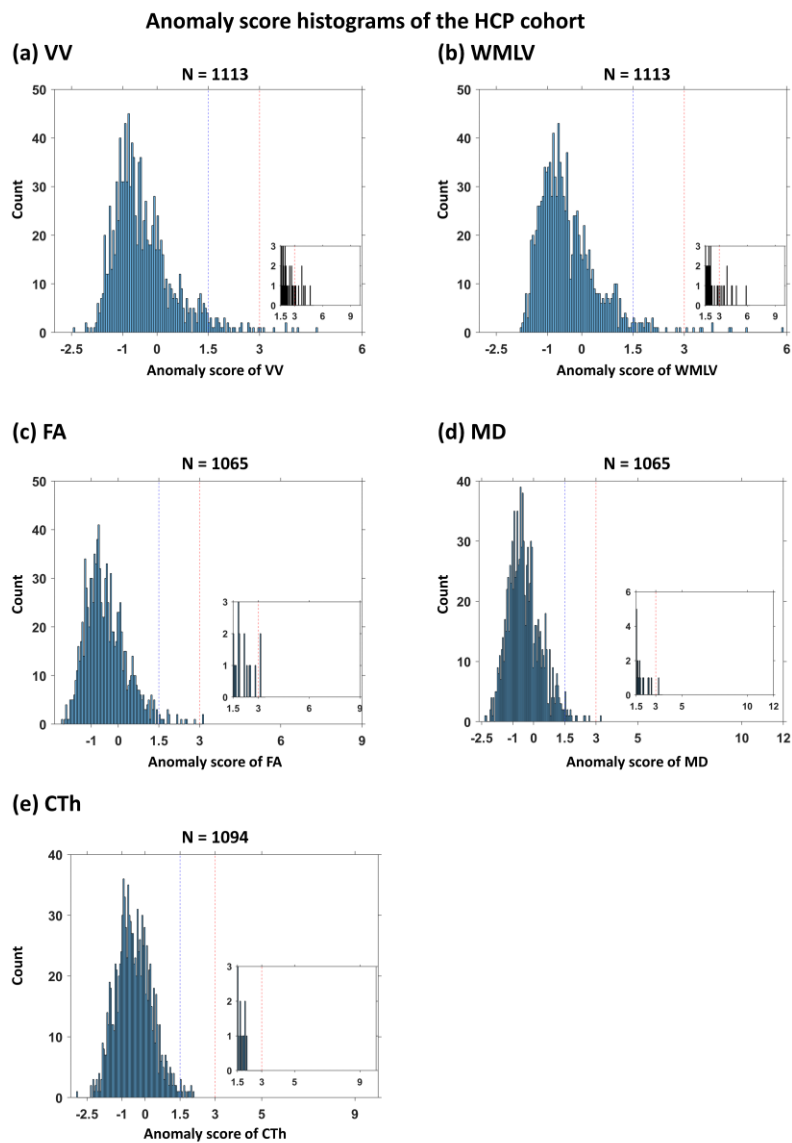 Anomaly score histograms of the HCP cohort
(a) VV
N = 1113
50
40
30
20
10
0
Count
3
2
1
0
1.5 3 6 9
-2.5 -1 0 1.5 3 6
Anomaly score of VV
(b) WMLV
N = 1113
50
40
30
20
10
0
Count
3
2
1
0
1.5 3 6 9
-2.5 -1 0 1.5 3 6
Anomaly score of WMLV
(c) FA
N = 1065
50
40
30
20
10
0
Count
3
2
1
0
1.5 3 6 9
-1 0 1.5 3 6 9
Anomaly score of FA
(d) MD
N = 1065
40
30
20
10
0
Count
6
4
2
0
1.5 3 5 10 12
-2.5 -1 0 1.5 3 5 10 12
Anomaly score of MD
(e) CTh
N = 1094
40
30
20
10
0
Count
3
2
1
0
1.5 3 5 9
-2.5 -1 0 1.5 3 5 9
Anomaly score of CTh